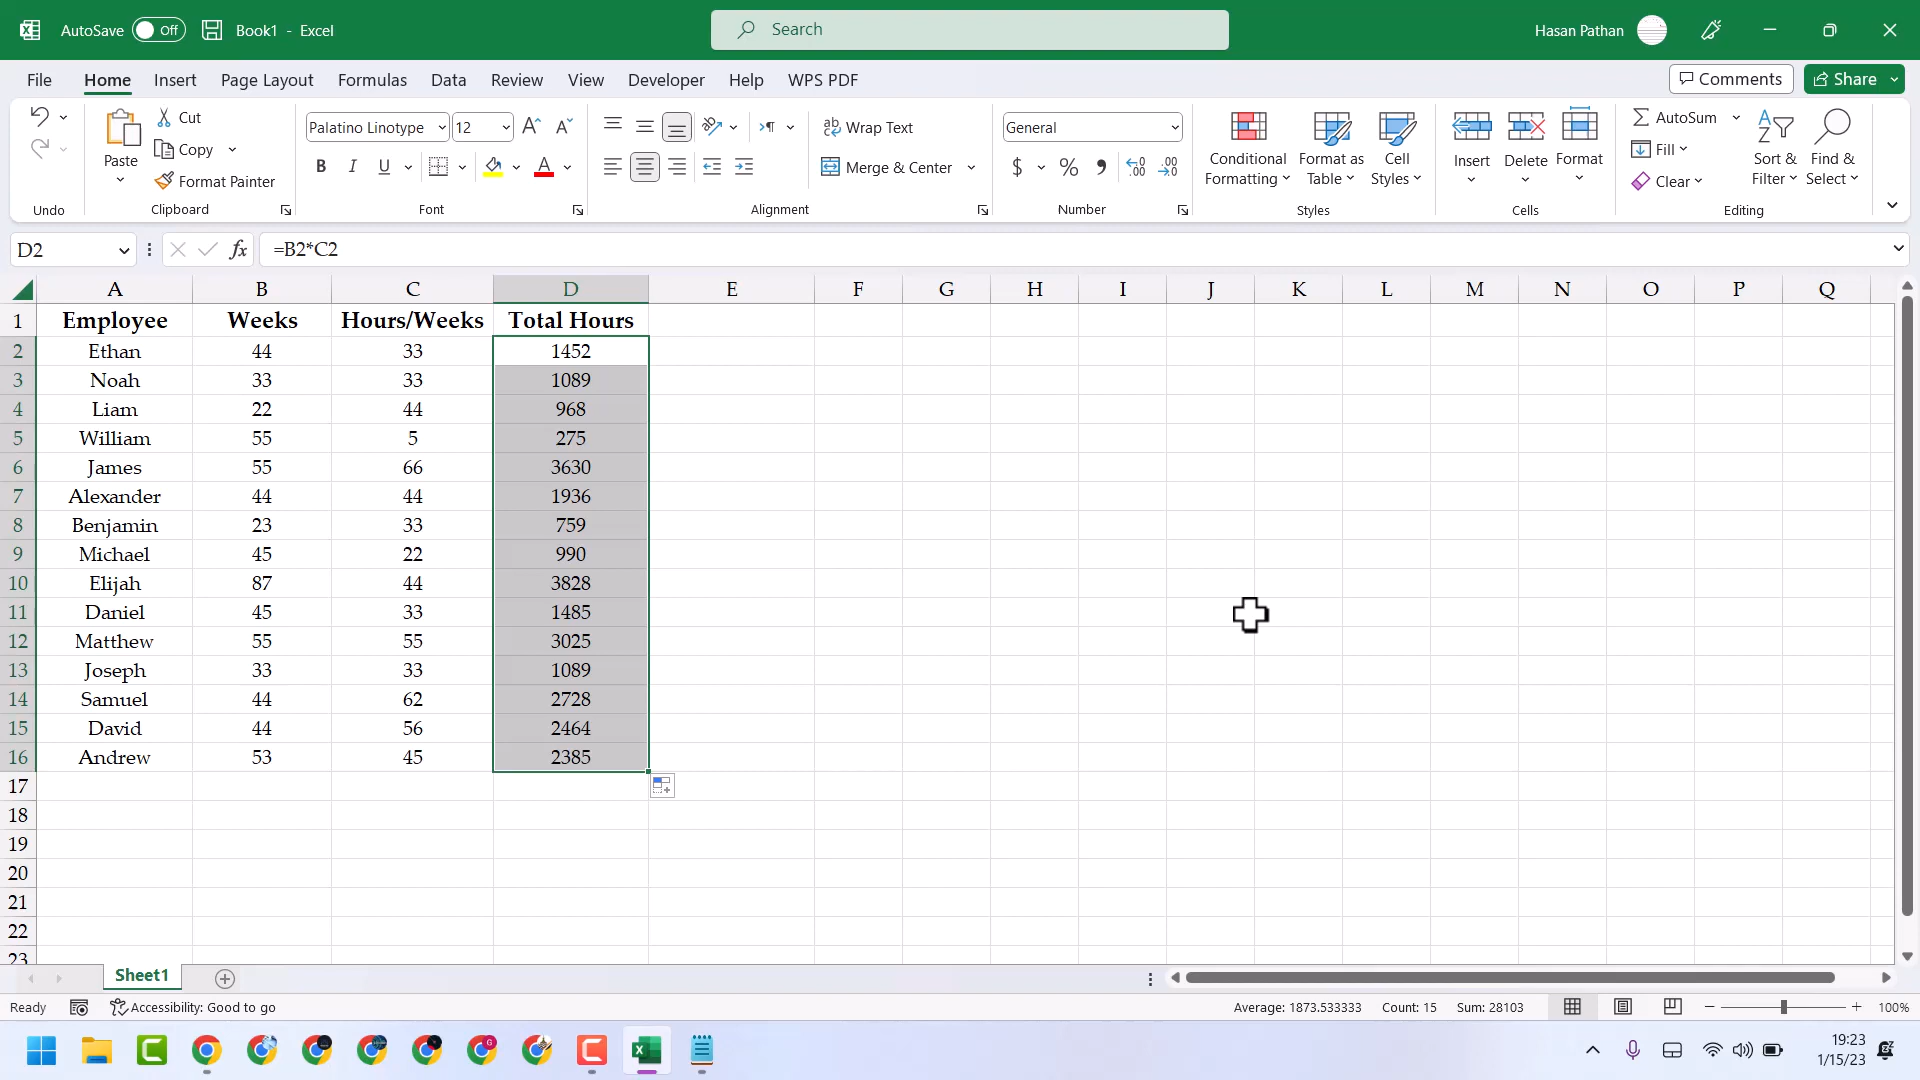 AutoSave Off Book1 - Excel Search Hasan Pathan
File Home Insert Page Layout Formulas Data Review View Developer Help WPS PDF Comments Share
Undo
Paste
Cut
Copy
Format Painter
Clipboard
Palatino Linotype 12
B I U A
Font
Wrap Text
Merge & Center
Alignment
General
$ % , .00
Number
Conditional Formatting
Format as Table
Cell Styles
Styles
Insert Delete Format
Cells
AutoSum
Fill
Clear
Sort & Filter
Find & Select
Editing
D2 fx =B2*C2
A B C D E F G H I J K L M N O P Q
1 Employee Weeks Hours/Weeks Total Hours
2 Ethan 44 33 1452
3 Noah 33 33 1089
4 Liam 22 44 968
5 William 55 5 275
6 James 55 66 3630
7 Alexander 44 44 1936
8 Benjamin 23 33 759
9 Michael 45 22 990
10 Elijah 87 44 3828
11 Daniel 45 33 1485
12 Matthew 55 55 3025
13 Joseph 33 33 1089
14 Samuel 44 62 2728
15 David 44 56 2464
16 Andrew 53 45 2385
17
18
19
20
21
22
23
Sheet1
Ready Accessibility: Good to go Average: 1873.533333 Count: 15 Sum: 28103 100%
19:23
1/15/23